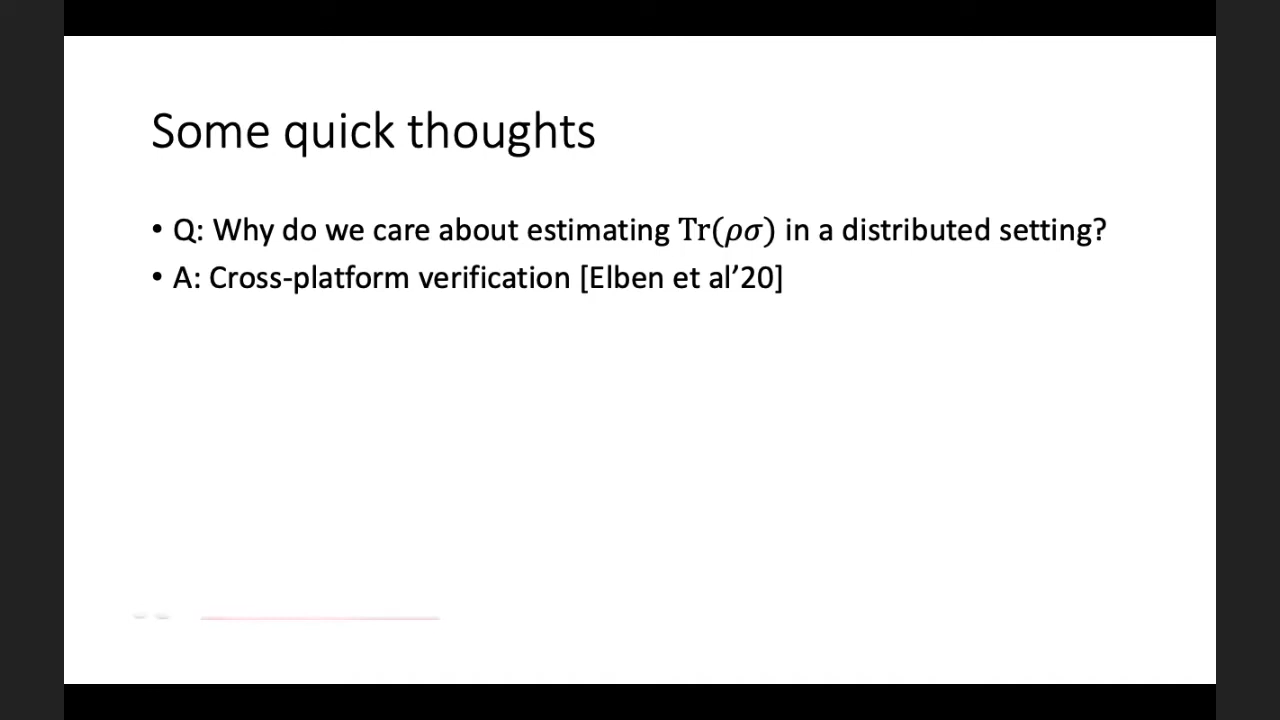 Some quick thoughts
• Q: Why do we care about estimating Tr(𝜌𝜎) in a distributed setting?
• A: Cross-platform verification [Elben et al’20]